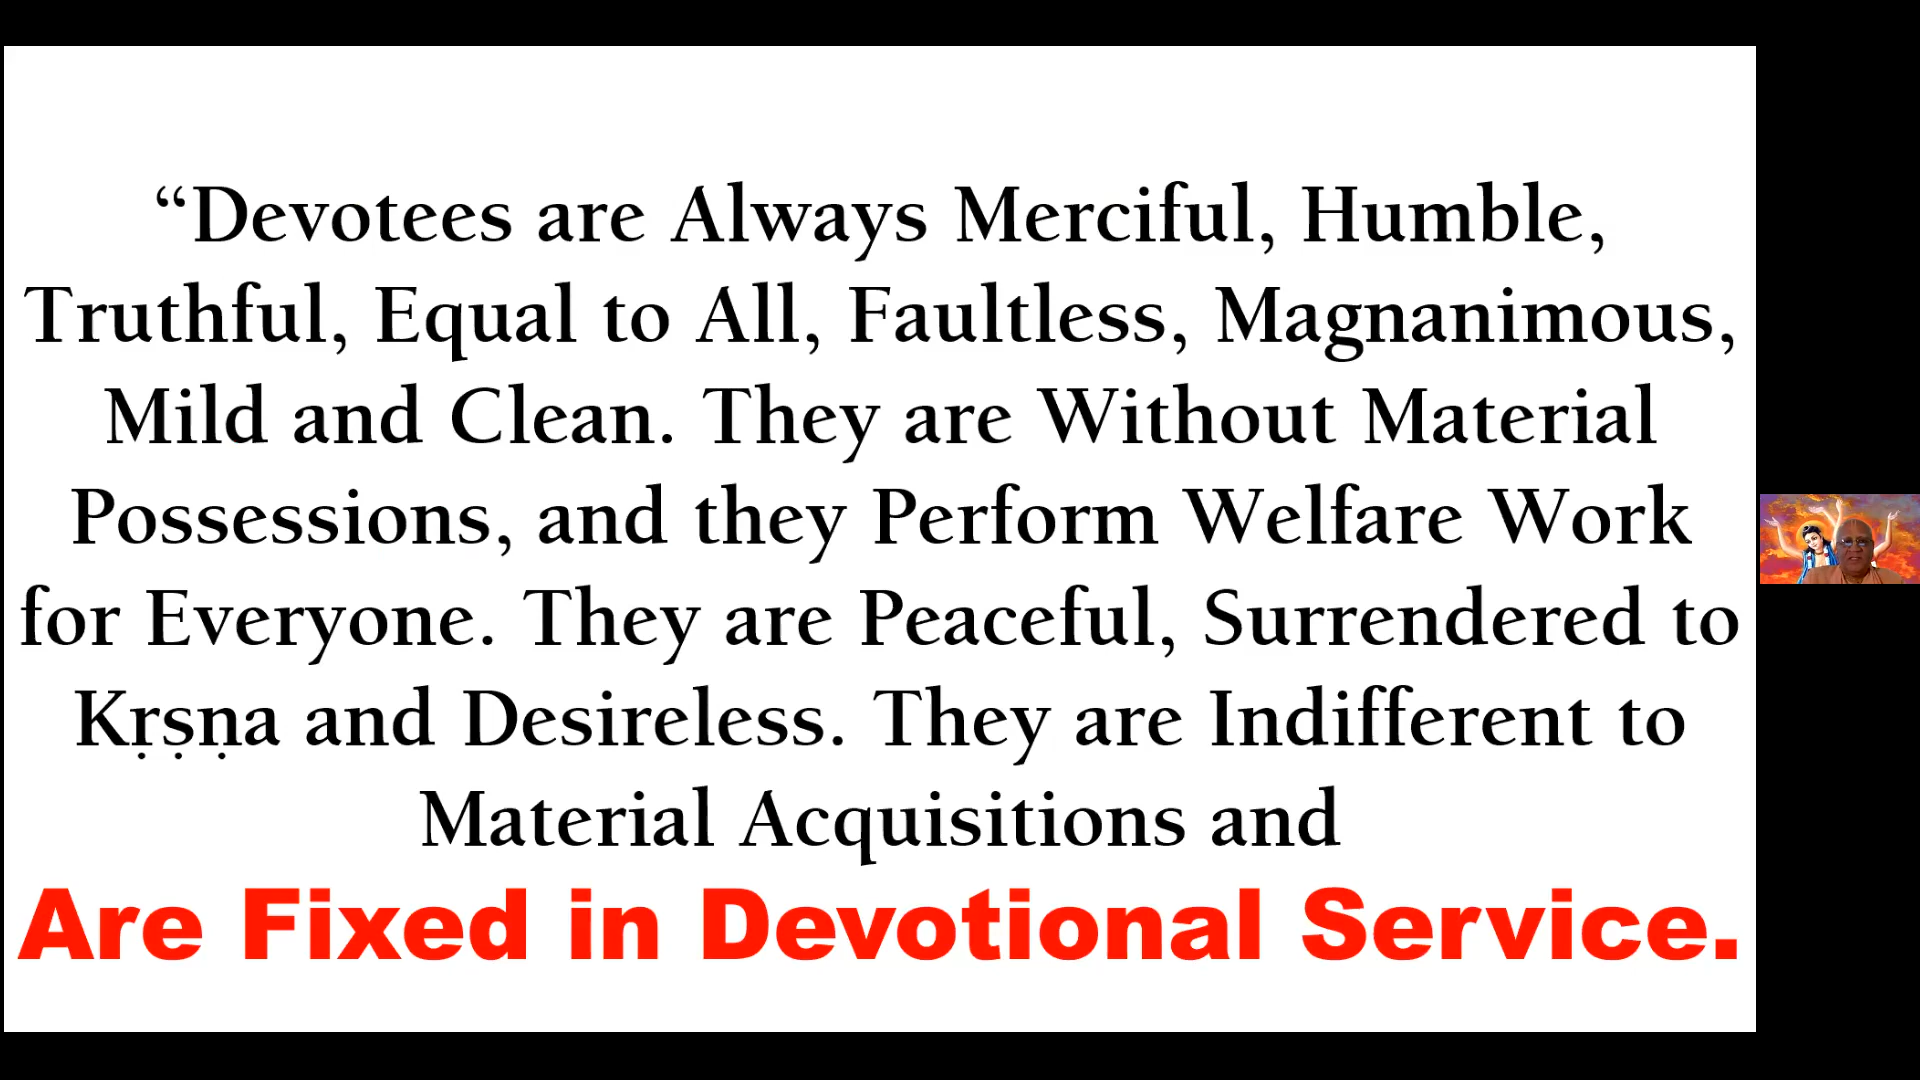 “Devotees are Always Merciful, Humble,
Truthful, Equal to All, Faultless, Magnanimous,
Mild and Clean. They are Without Material
Possessions, and they Perform Welfare Work
for Everyone. They are Peaceful, Surrendered to
Kṛṣṇa and Desireless. They are Indifferent to
Material Acquisitions and
Are Fixed in Devotional Service.